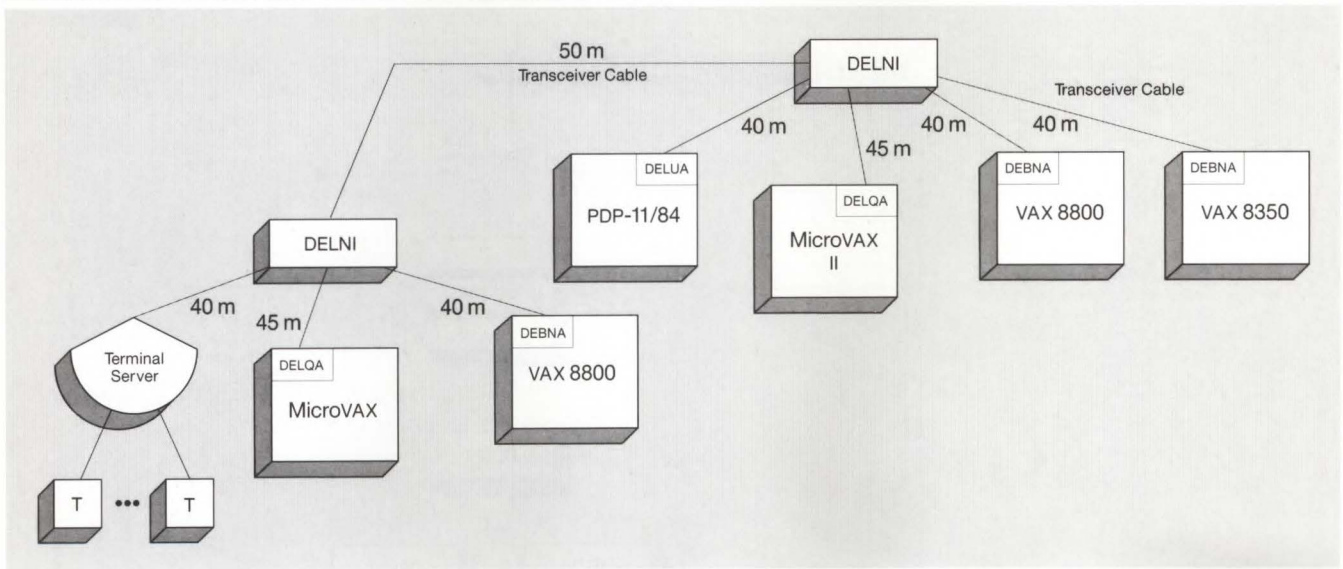 50 m
Transceiver Cable
DELNI
Transceiver Cable
40 m
45 m
40 m
40 m
DELUA
PDP-11/84
DELQA
MicroVAX
II
DEBNA
VAX 8800
DEBNA
VAX 8350
DELNI
40 m
45 m
40 m
Terminal
Server
DELQA
MicroVAX
DEBNA
VAX 8800
T
•••
T